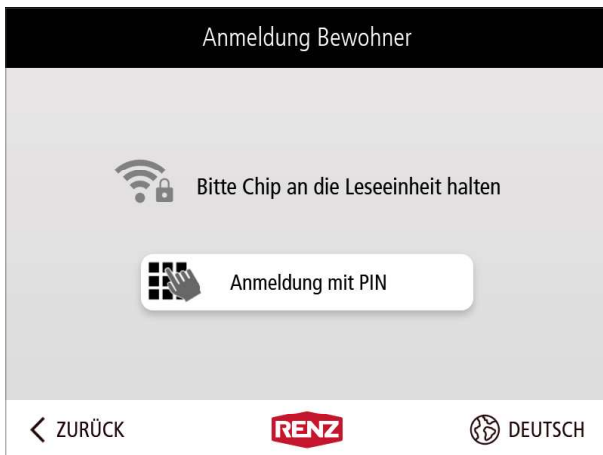 Anmeldung Bewohner
Bitte Chip an die Leseeinheit halten
Anmeldung mit PIN
ZURÜCK
RENZ
DEUTSCH